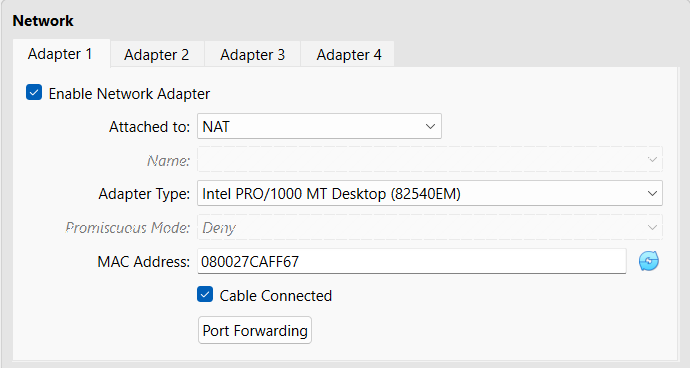 Network
Adapter 1 Adapter 2 Adapter 3 Adapter 4
Enable Network Adapter
Attached to: NAT
Name:
Adapter Type: Intel PRO/1000 MT Desktop (82540EM)
Promiscuous Mode: Deny
MAC Address: 080027CAFF67
Cable Connected
Port Forwarding